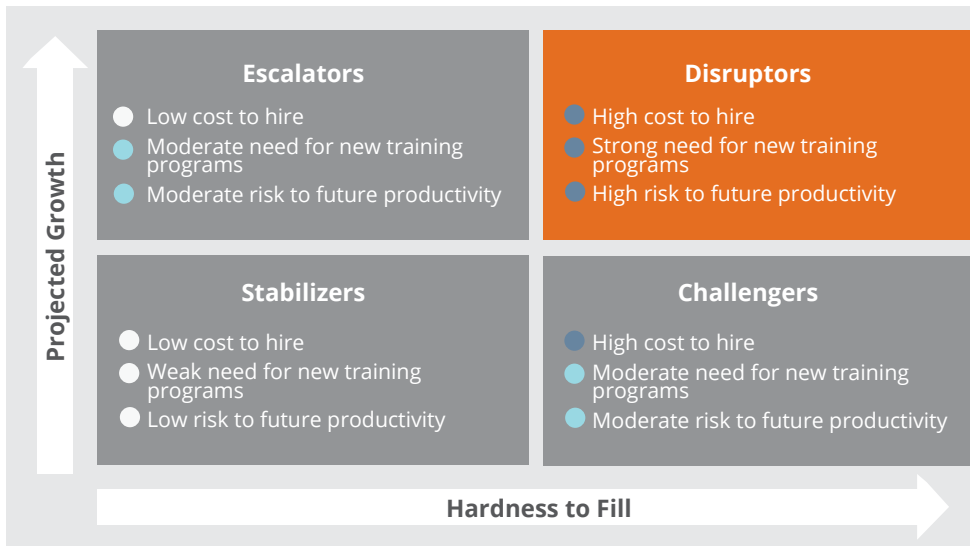 Projected Growth
Escalators
Low cost to hire
Moderate need for new training
programs
Moderate risk to future productivity
Disruptors
High cost to hire
Strong need for new training
programs
High risk to future productivity
Stabilizers
Low cost to hire
Weak need for new training
programs
Low risk to future productivity
Challengers
High cost to hire
Moderate need for new training
programs
Moderate risk to future productivity
Hardness to Fill